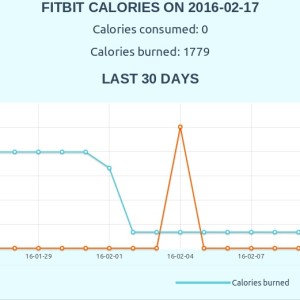 FITBIT CALORIES ON 2016-02-17
Calories consumed: 0
Calories burned: 1779
LAST 30 DAYS
16-01-29
16-02-01
16-02-04
16-02-07
Calories burned